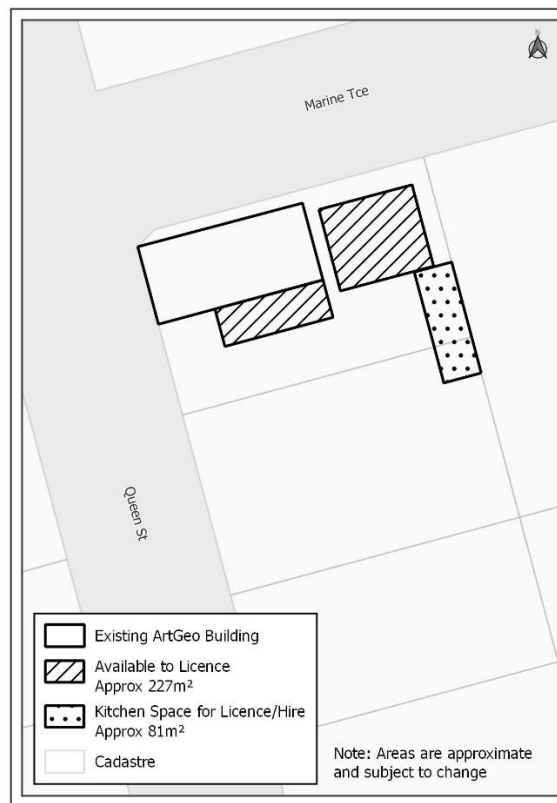 N
Marine Tce
Queen St
Existing ArtGeo Building
Available to Licence
Approx 227m²
Kitchen Space for Licence/Hire
Approx 81m²
Cadastre
Note: Areas are approximate
and subject to change